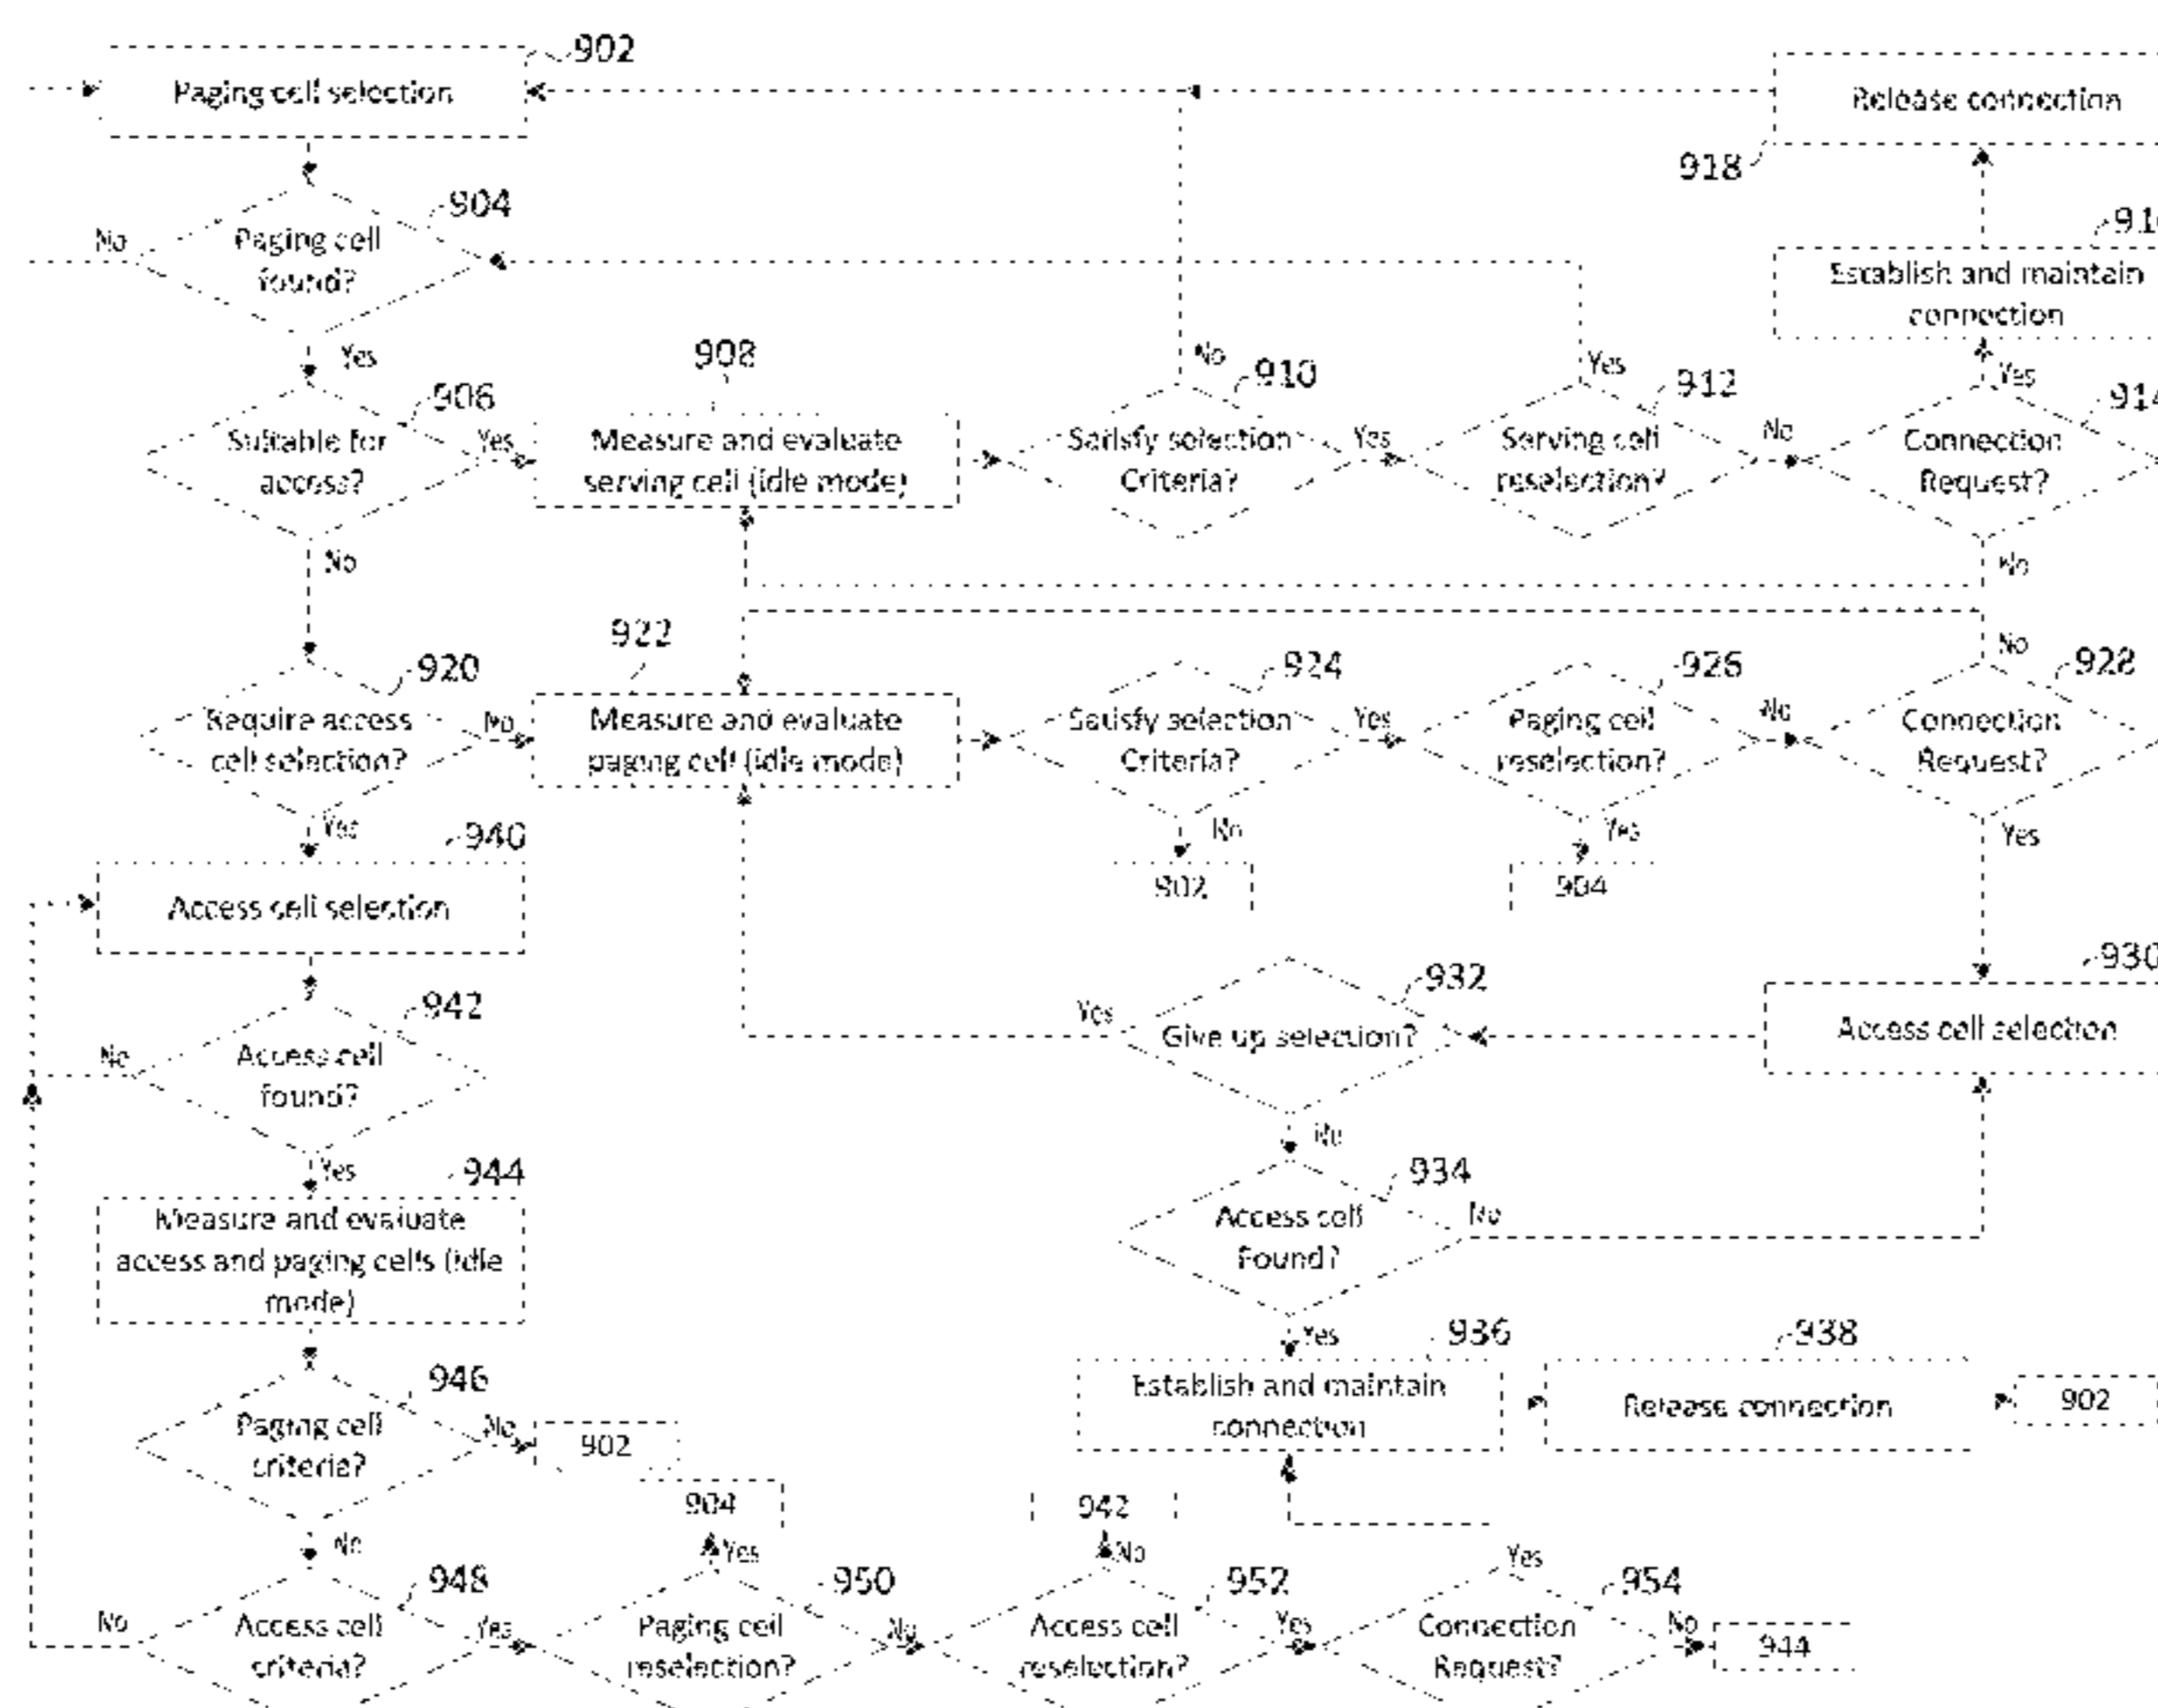 902
Paging cell selection
Release connection
918
904
No
Paging cell
found?
Establish and maintain
connection
Yes
908
No
910
Yes
912
Yes
906
Suitable for
access?
Yes
Measure and evaluate
serving cell (idle mode)
Satisfy selection
Criteria?
Yes
Serving cell
reselection?
No
Connection
Request?
No
No
922
No
920
924
926
928
Require access
cell selection?
No
Measure and evaluate
paging cell (idle mode)
Satisfy selection
Criteria?
Yes
Paging cell
reselection?
No
Connection
Request?
Yes
940
No
Yes
Yes
902
904
Access cell selection
930
932
Yes
Give up selection?
Access cell selection
942
No
Access cell
found?
No
Yes
944
934
Measure and evaluate
access and paging cells (idle
mode)
Access cell
Found?
No
Yes
936
938
Establish and maintain
connection
Release connection
902
946
Paging cell
criteria?
No
902
904
942
No
Yes
No
Yes
948
950
952
954
No
Access cell
criteria?
Yes
Paging cell
reselection?
No
Access cell
reselection?
Yes
Connection
Request?
No
944